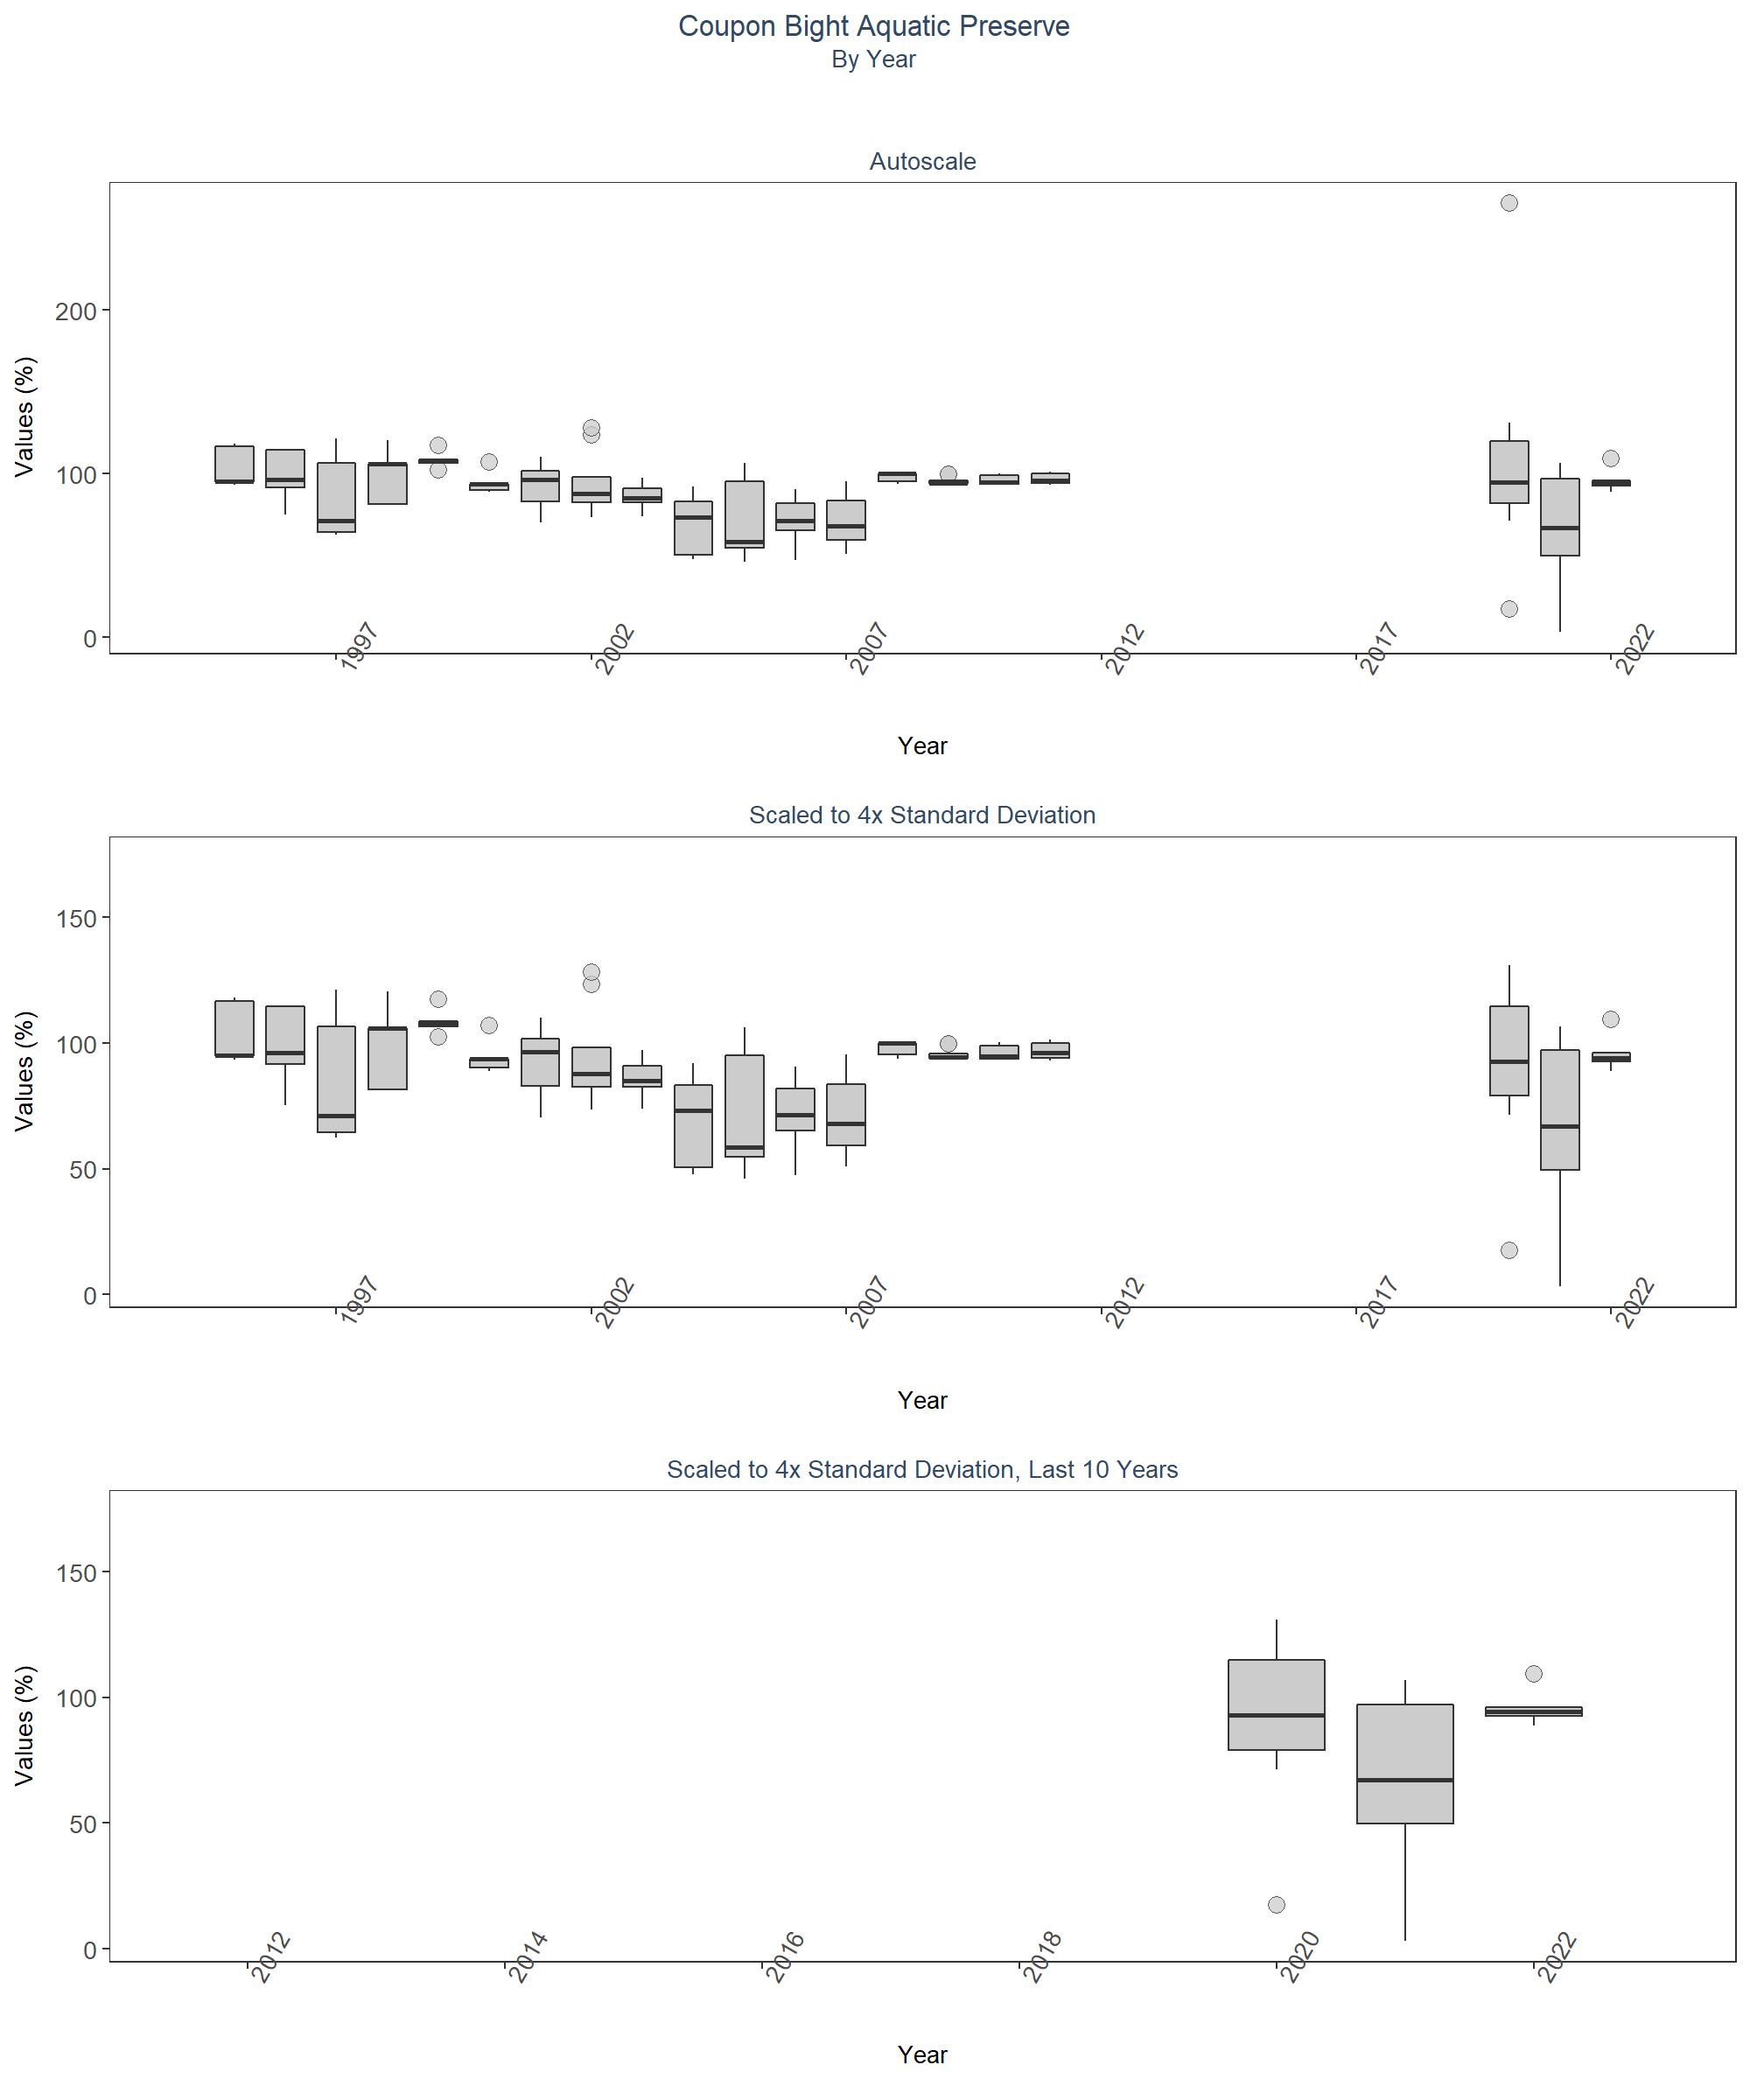 Coupon Bight Aquatic Preserve
By Year
Autoscale
Values (%)
200
100
0
1997 2002 2007 2012 2017 2022
Year
Scaled to 4x Standard Deviation
Values (%)
150
100
50
0
1997 2002 2007 2012 2017 2022
Year
Scaled to 4x Standard Deviation, Last 10 Years
Values (%)
150
100
50
0
2012 2014 2016 2018 2020 2022
Year